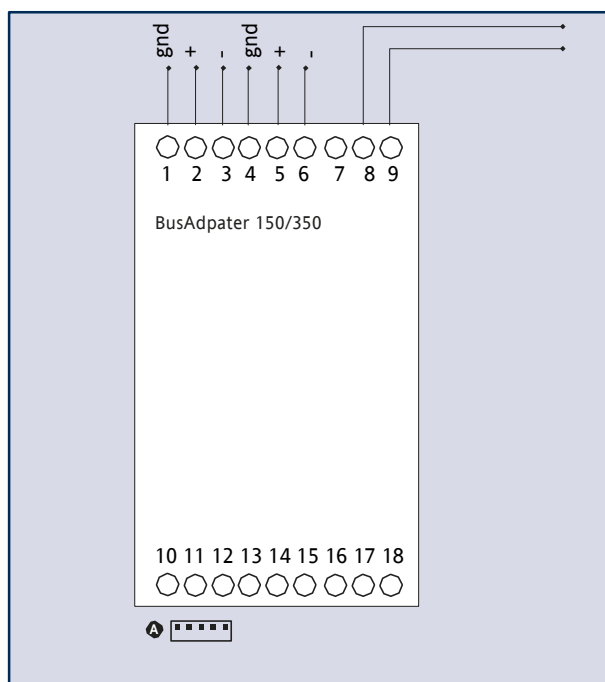 gnd + - gnd + -
1 2 3 4 5 6 7 8 9
BusAdpater 150/350
10 11 12 13 14 15 16 17 18
A